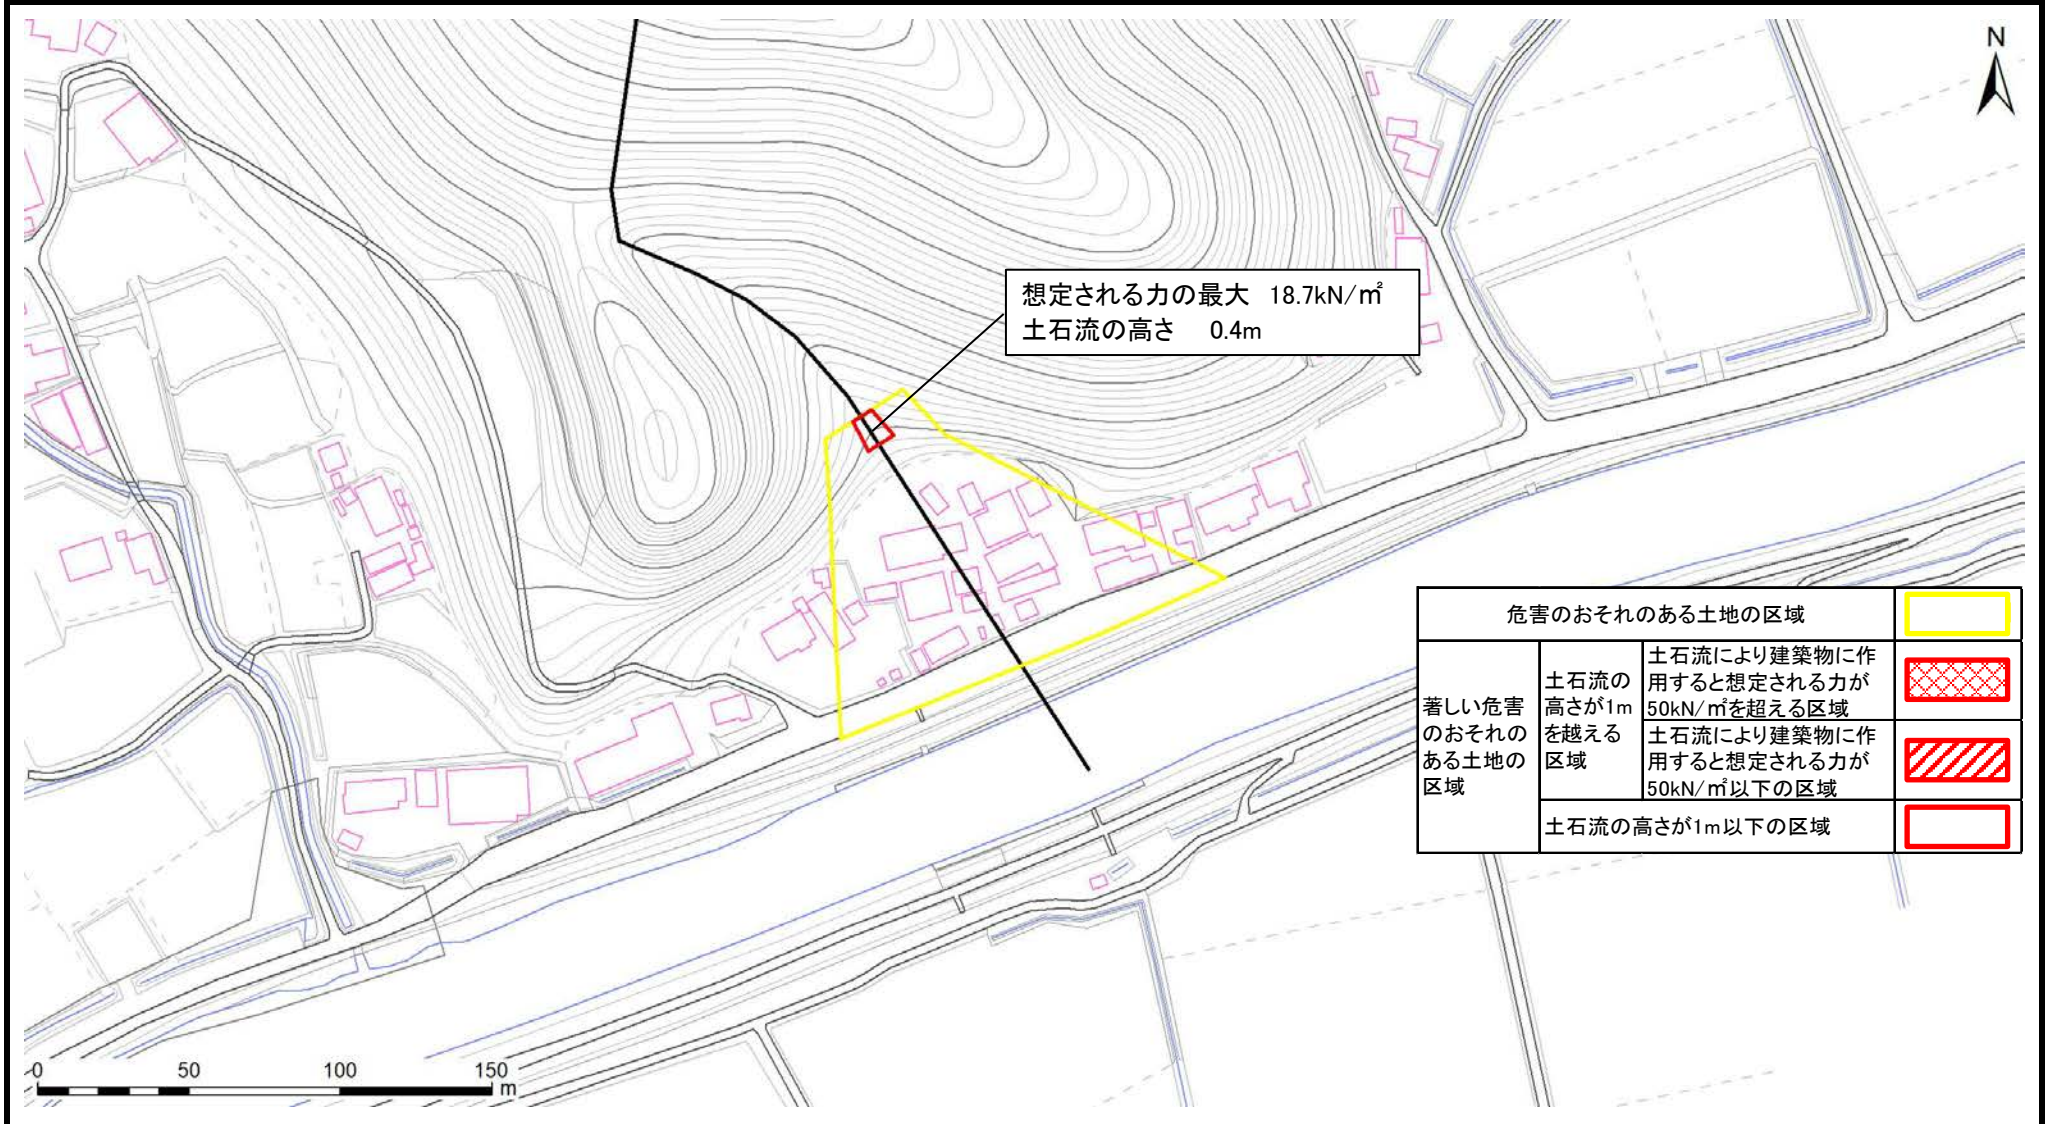 N
想定される力の最大 18.7kN/㎡
土石流の高さ 0.4m
危害のおそれのある土地の区域
著しい危害
のおそれの
ある土地の
区域
土石流の
高さが1m
を越える
区域
土石流により建築物に作
用すると想定される力が
50kN/㎡を超える区域
土石流により建築物に作
用すると想定される力が
50kN/㎡以下の区域
土石流の高さが1m以下の区域
0 50 100 150
m